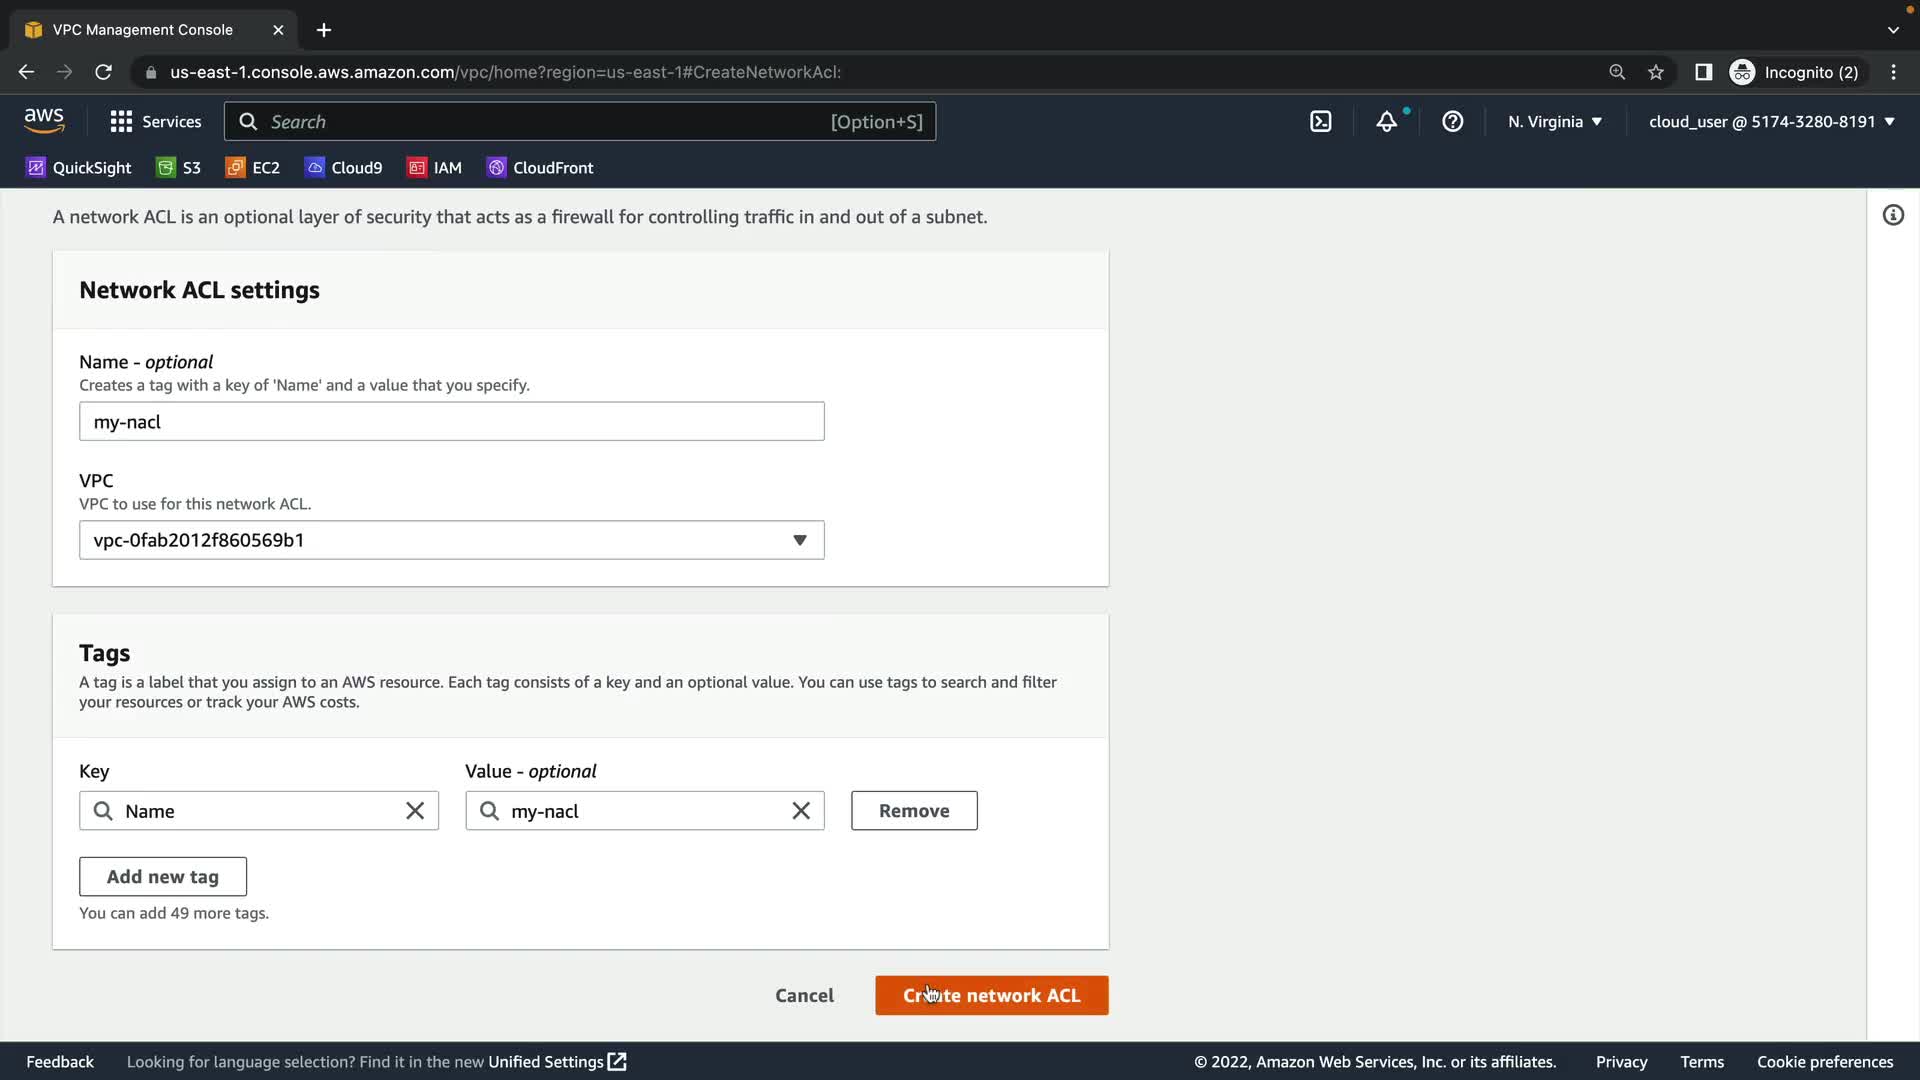 VPC Management Console
us-east-1.console.aws.amazon.com/vpc/home?region=us-east-1#CreateNetworkAcl:
Incognito (2)
aws
Services
Search
[Option+S]
N. Virginia
cloud_user @ 5174-3280-8191
QuickSight
S3
EC2
Cloud9
IAM
CloudFront
A network ACL is an optional layer of security that acts as a firewall for controlling traffic in and out of a subnet.
Network ACL settings
Name - optional
Creates a tag with a key of 'Name' and a value that you specify.
my-nacl
VPC
VPC to use for this network ACL.
vpc-0fab2012f860569b1
Tags
A tag is a label that you assign to an AWS resource. Each tag consists of a key and an optional value. You can use tags to search and filter
your resources or track your AWS costs.
Key
Value - optional
Name
my-nacl
Remove
Add new tag
You can add 49 more tags.
Cancel
Create network ACL
Feedback
Looking for language selection? Find it in the new Unified Settings
© 2022, Amazon Web Services, Inc. or its affiliates.
Privacy
Terms
Cookie preferences